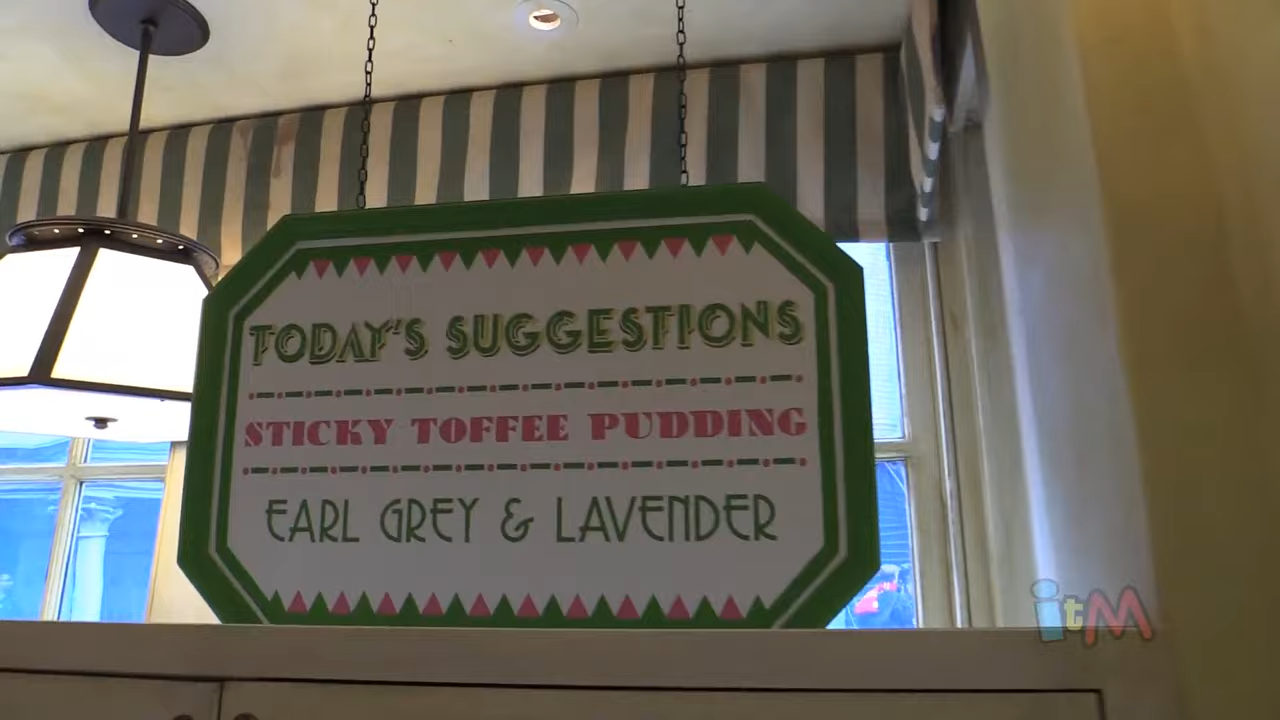 TODAY'S SUGGESTIONS
STICKY TOFFEE PUDDING
EARL GREY & LAVENDER
itM